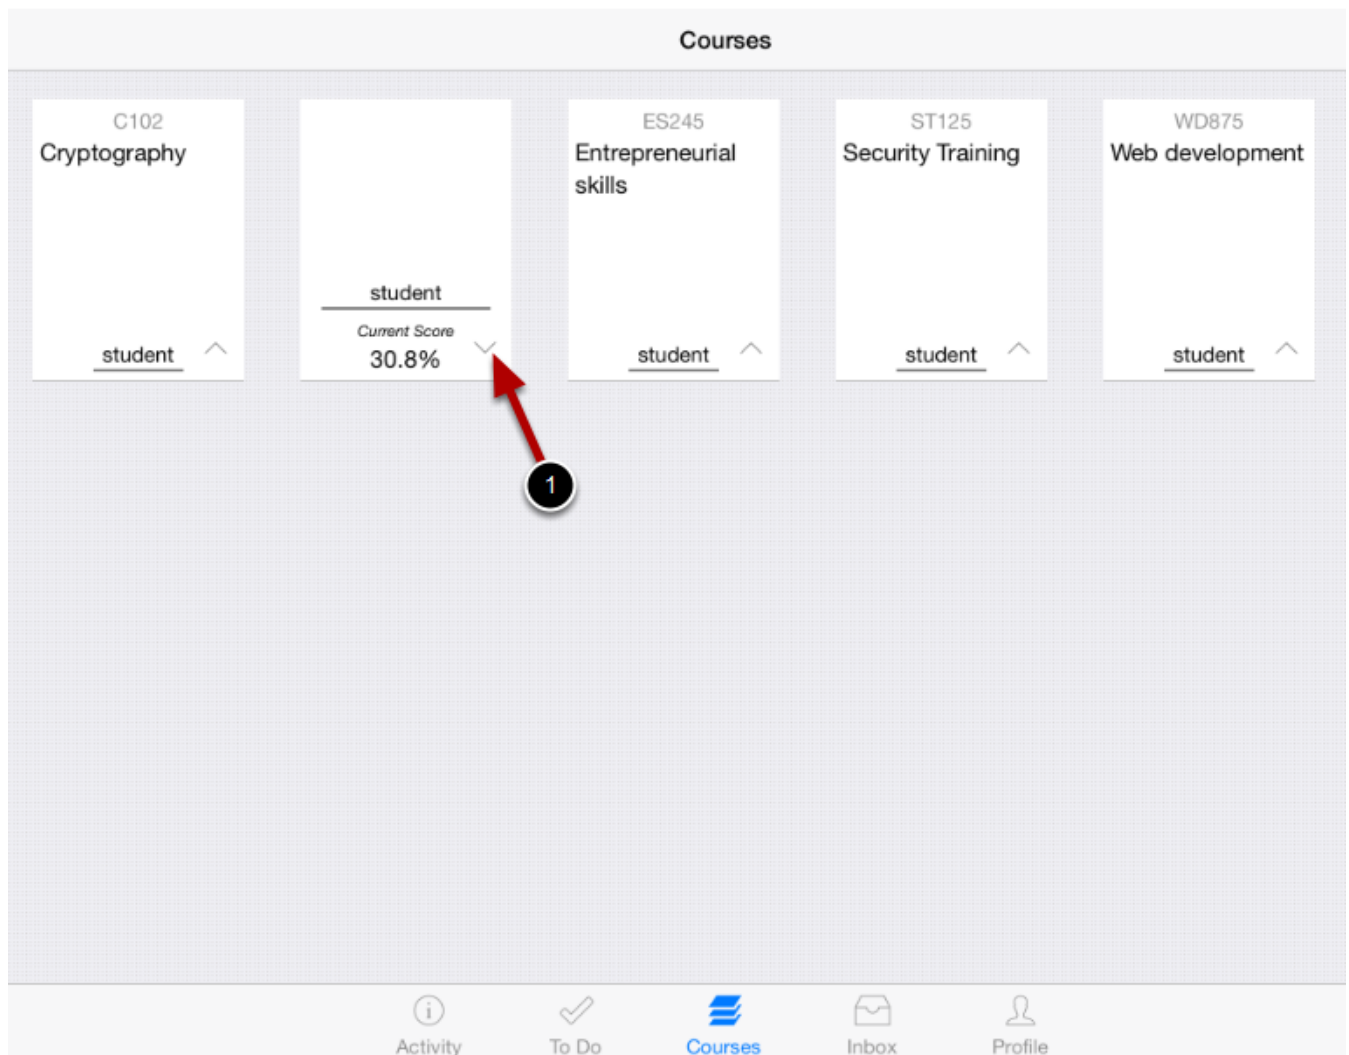 Courses
C102
Cryptography
student
student
Current Score
30.8%
ES245
Entrepreneurial
skills
student
ST125
Security Training
student
WD875
Web development
student
1
Activity
To Do
Courses
Inbox
Profile